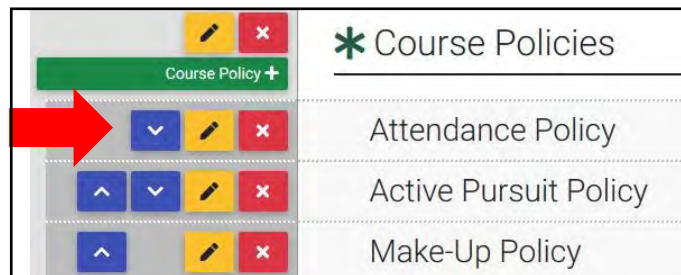 ✱ Course Policies
Course Policy +
Attendance Policy
Active Pursuit Policy
Make-Up Policy